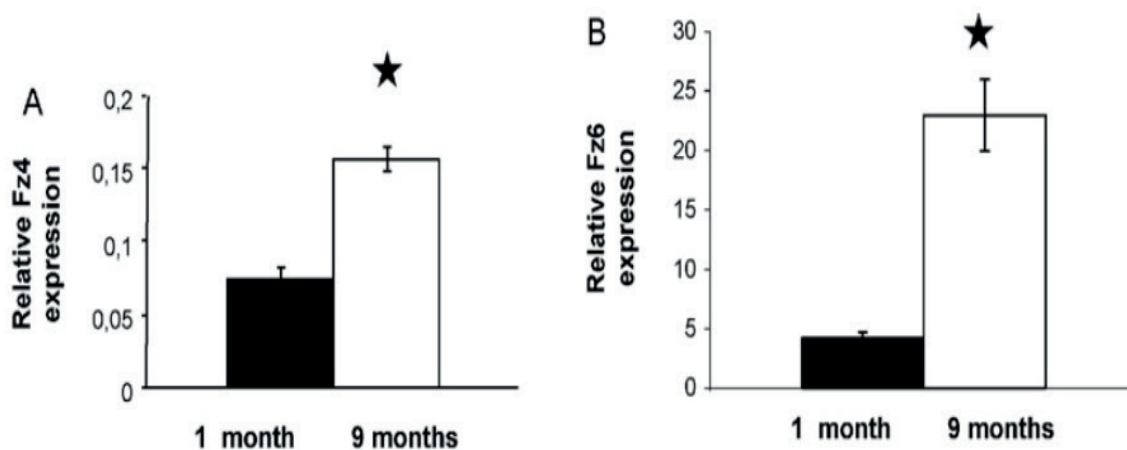 A
Relative Fz4
expression
0,2
0,15
0,1
0,05
0
1 month
9 months
B
Relative Fz6
expression
30
25
20
15
10
5
0
1 month
9 months